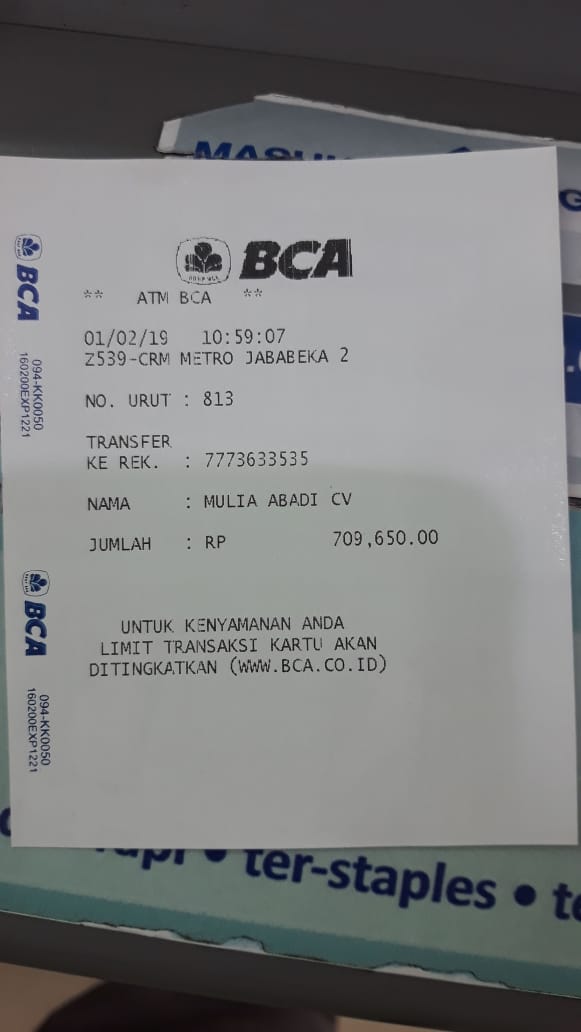 MASU
BCA
** ATM BCA **
01/02/19 10:59:07
Z539-CRM METRO JABABEKA 2
NO. URUT : 813
TRANSFER
KE REK. : 7773633535
NAMA : MULIA ABADI CV
JUMLAH : RP 709,650.00
UNTUK KENYAMANAN ANDA
LIMIT TRANSAKSI KARTU AKAN
DITINGKATKAN (WWW.BCA.CO.ID)
BCA
094-KK0050
160200EXP1221
BCA
094-KK0050
160200EXP1221
• ter-staples •